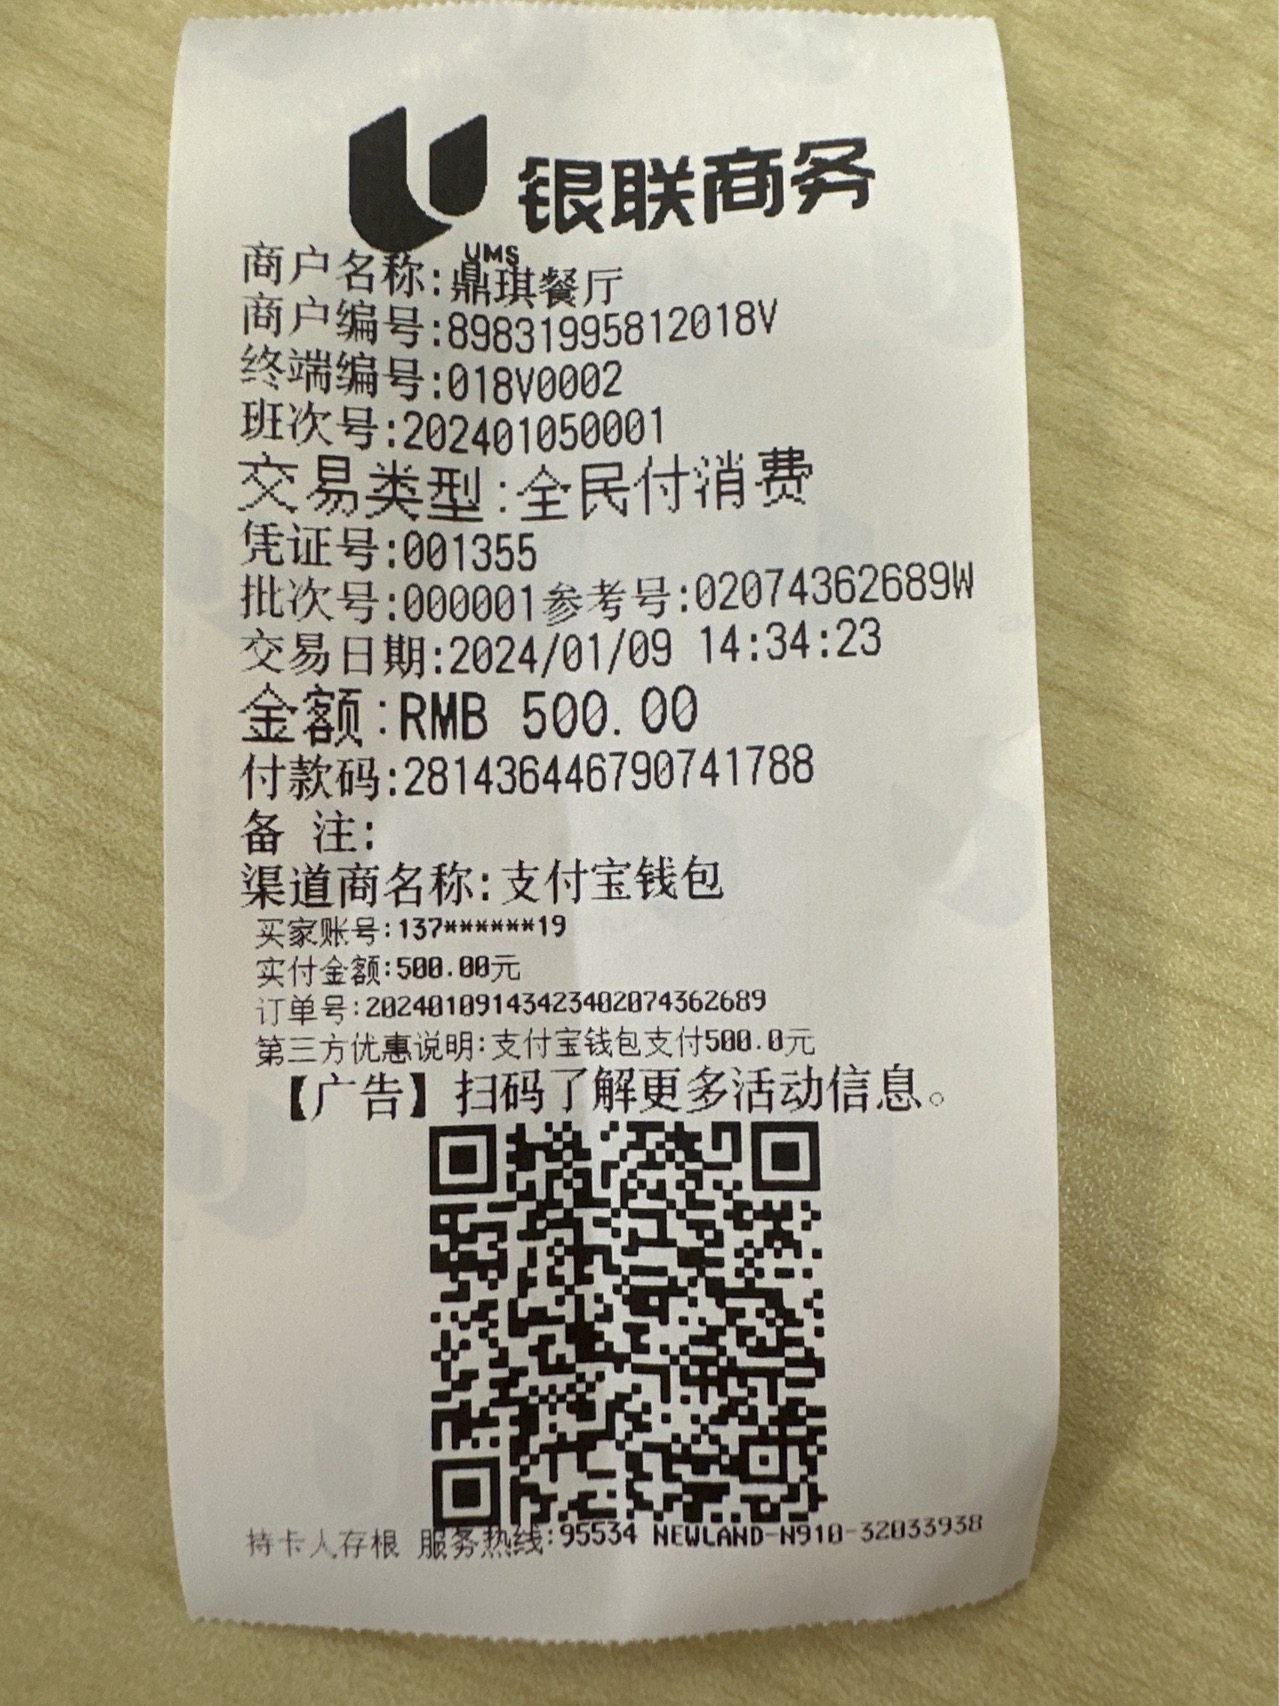 银联商务
UMS
商户名称:鼎琪餐厅
商户编号:89831995812018V
终端编号:018V0002
班次号:202401050001
交易类型:全民付消费
凭证号:001355
批次号:000001参考号:02074362689W
交易日期:2024/01/09 14:34:23
金额:RMB 500.00
付款码:281436446790741788
备 注:
渠道商名称:支付宝钱包
买家账号:137******19
实付金额:500.00元
订单号:20240109143423402074362689
第三方优惠说明:支付宝钱包支付500.0元
【广告】扫码了解更多活动信息。
持卡人存根 服务热线:95534 NEWLAND-N910-32033938